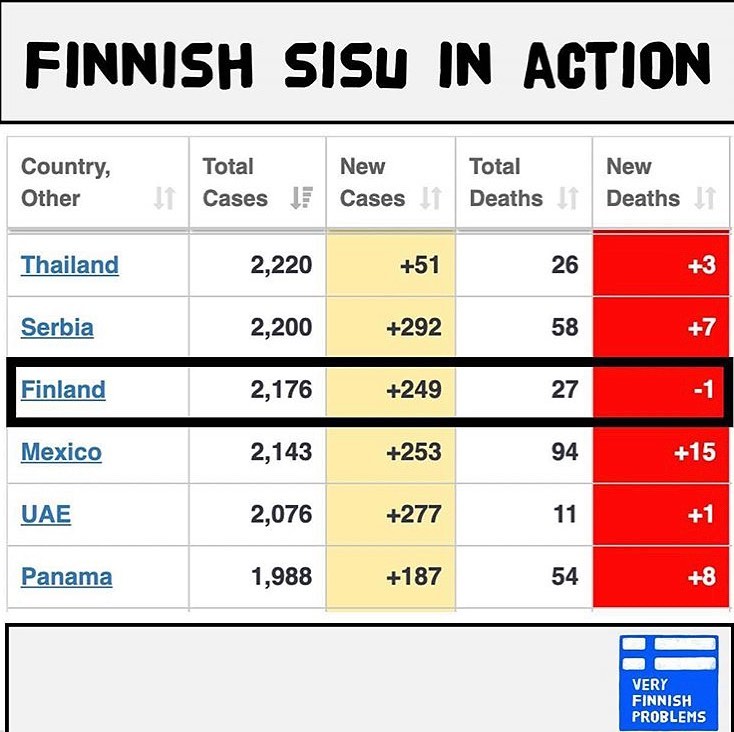 FINNISH SISU IN ACTION
Country, Other Total Cases New Cases Total Deaths New Deaths
Thailand 2,220 +51 26 +3
Serbia 2,200 +292 58 +7
Finland 2,176 +249 27 -1
Mexico 2,143 +253 94 +15
UAE 2,076 +277 11 +1
Panama 1,988 +187 54 +8
VERY
FINNISH
PROBLEMS